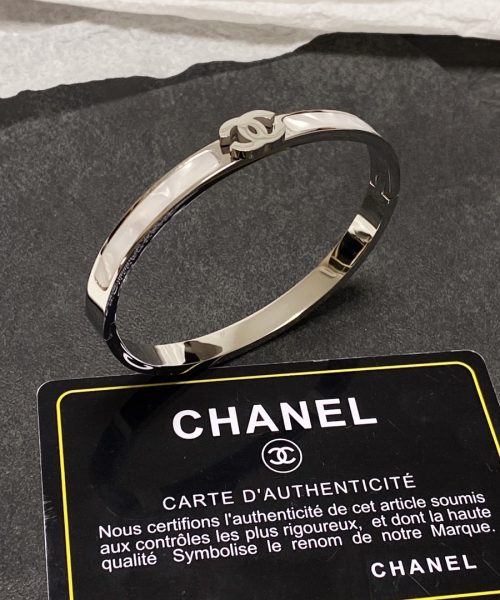 CHANEL
CARTE D'AUTHENTICITÉ
Nous certifions l'authenticité de cet article soumis
aux contrôles les plus rigoureux, et dont la haute
qualité Symbolise le renom de notre Marque.
CHANEL